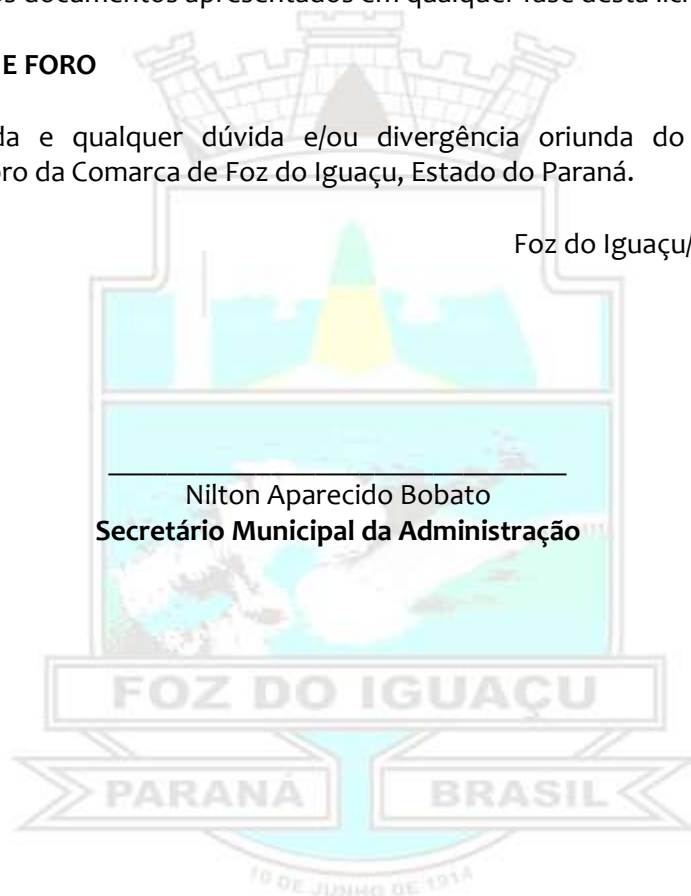 os documentos apresentados em qualquer fase desta
E FORO
da e qualquer dúvida e/ou divergência oriunda do
oro da Comarca de Foz do Iguaçu, Estado do Paraná.
Foz do Iguaçu/
Nilton Aparecido Bobato
Secretário Municipal da Administração
FOZ DO IGUAÇU
PARANÁ BRASIL
10 DE JUNHO DE 1914